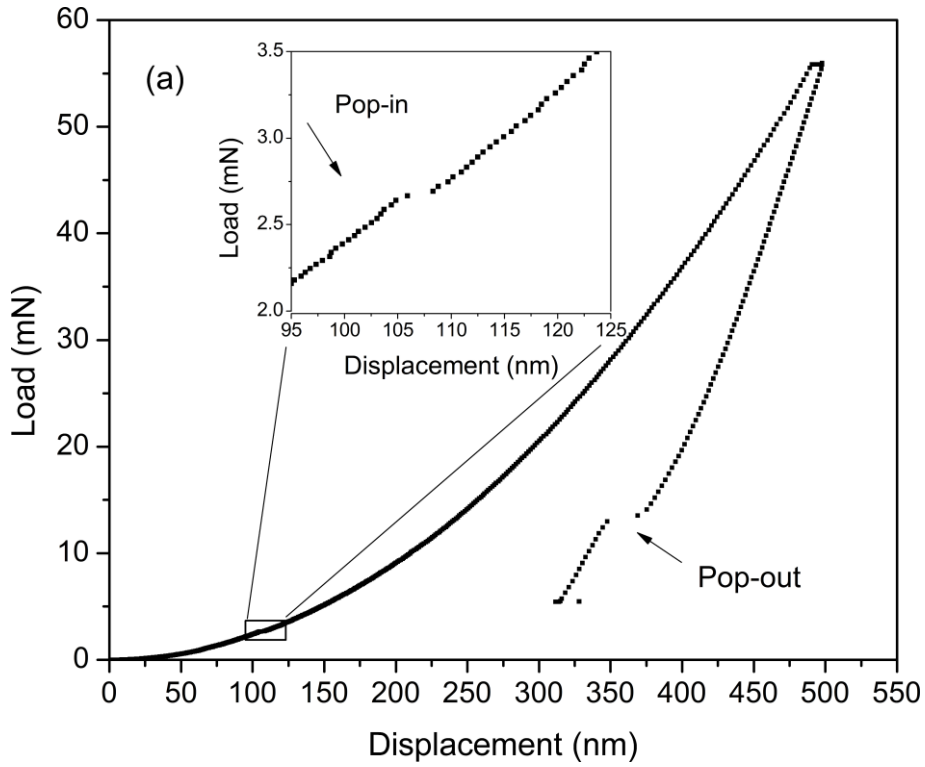 (a)
60
50
40
30
20
10
0
Load (mN)
0 50 100 150 200 250 300 350 400 450 500 550
Displacement (nm)
3.5
3.0
2.5
2.0
Load (mN)
95 100 105 110 115 120 125
Displacement (nm)
Pop-in
Pop-out